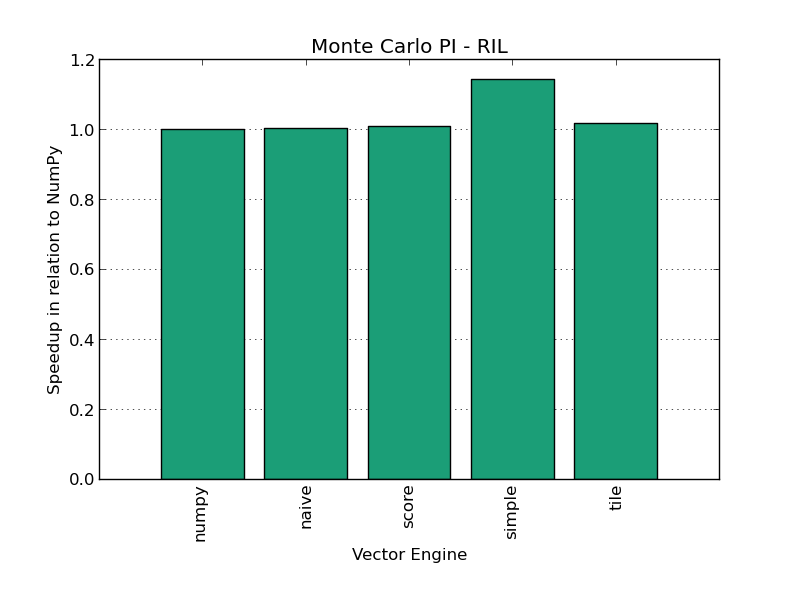 Monte Carlo PI - RIL
Speedup in relation to NumPy
1.2
1.0
0.8
0.6
0.4
0.2
0.0
numpy
naive
score
simple
tile
Vector Engine